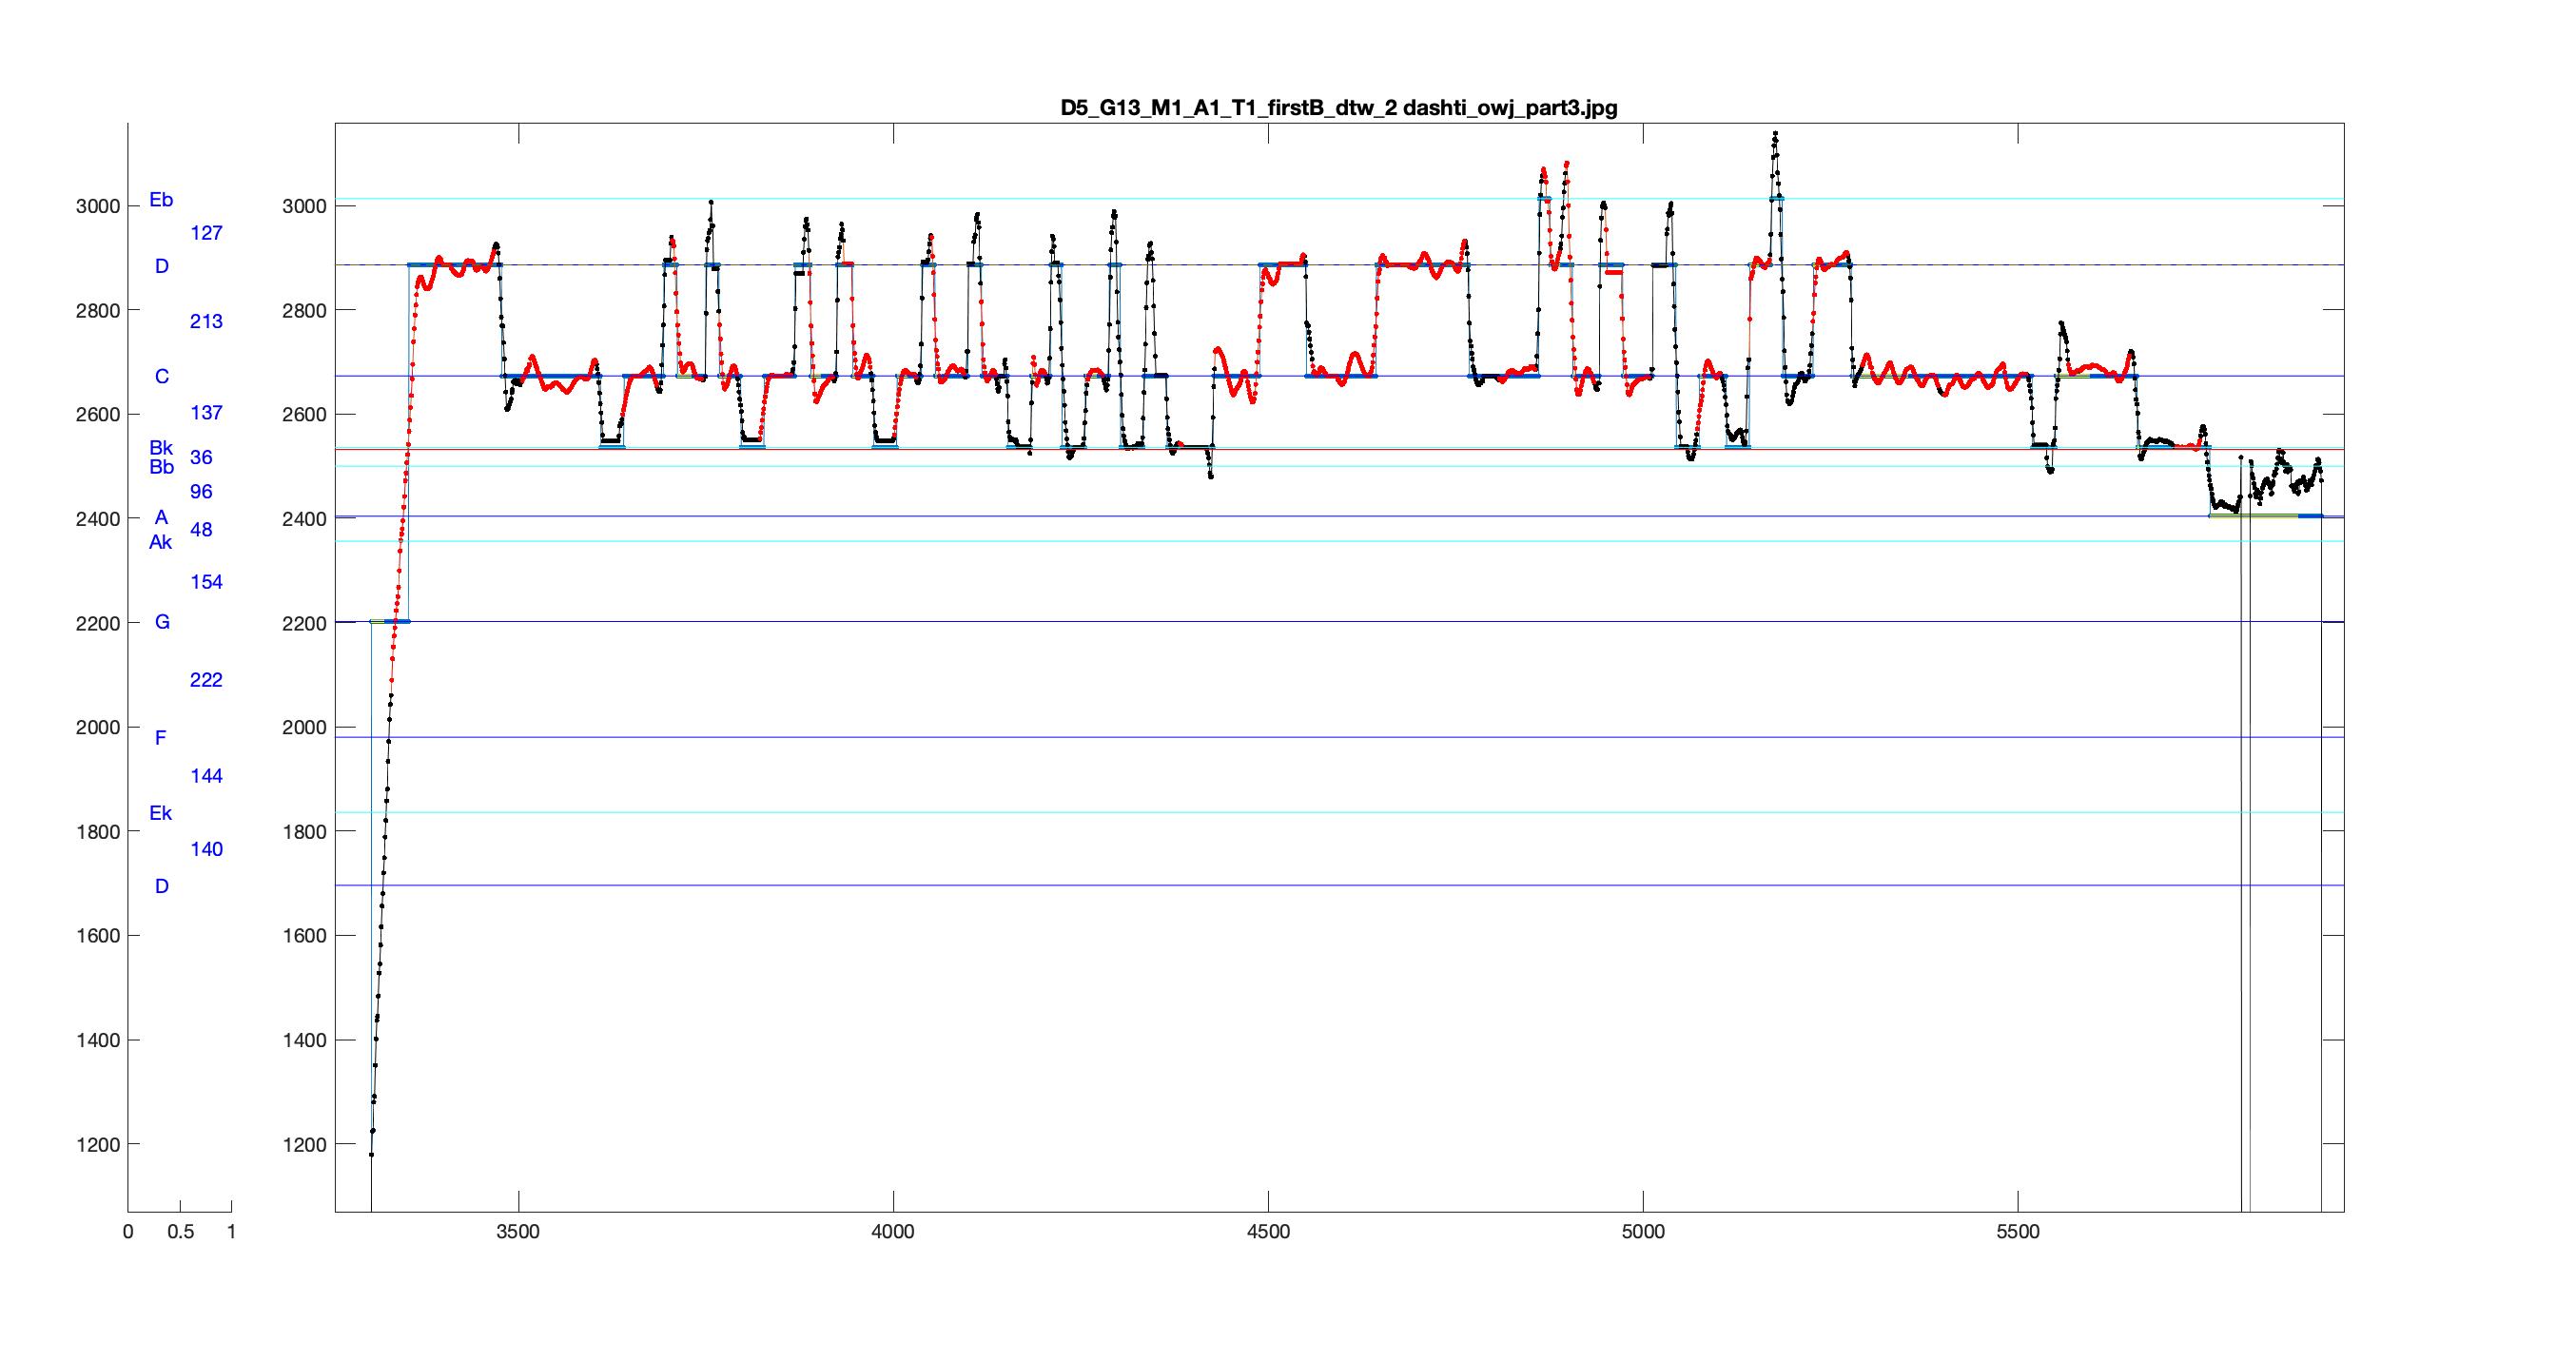 D5_G13_M1_A1_T1_firstB_dtw_2 dashti_owj_part3.jpg
3000 Eb 3000
127
D
2800 213 2800
C
2600 137 2600
Bk
36
Bb
96
2400 A 2400
48
Ak
154
2200 G 2200
222
2000 F 2000
144
1800 Ek 1800
140
D
1600 1600
1400 1400
1200 1200
0 0.5 1 3500 4000 4500 5000 5500